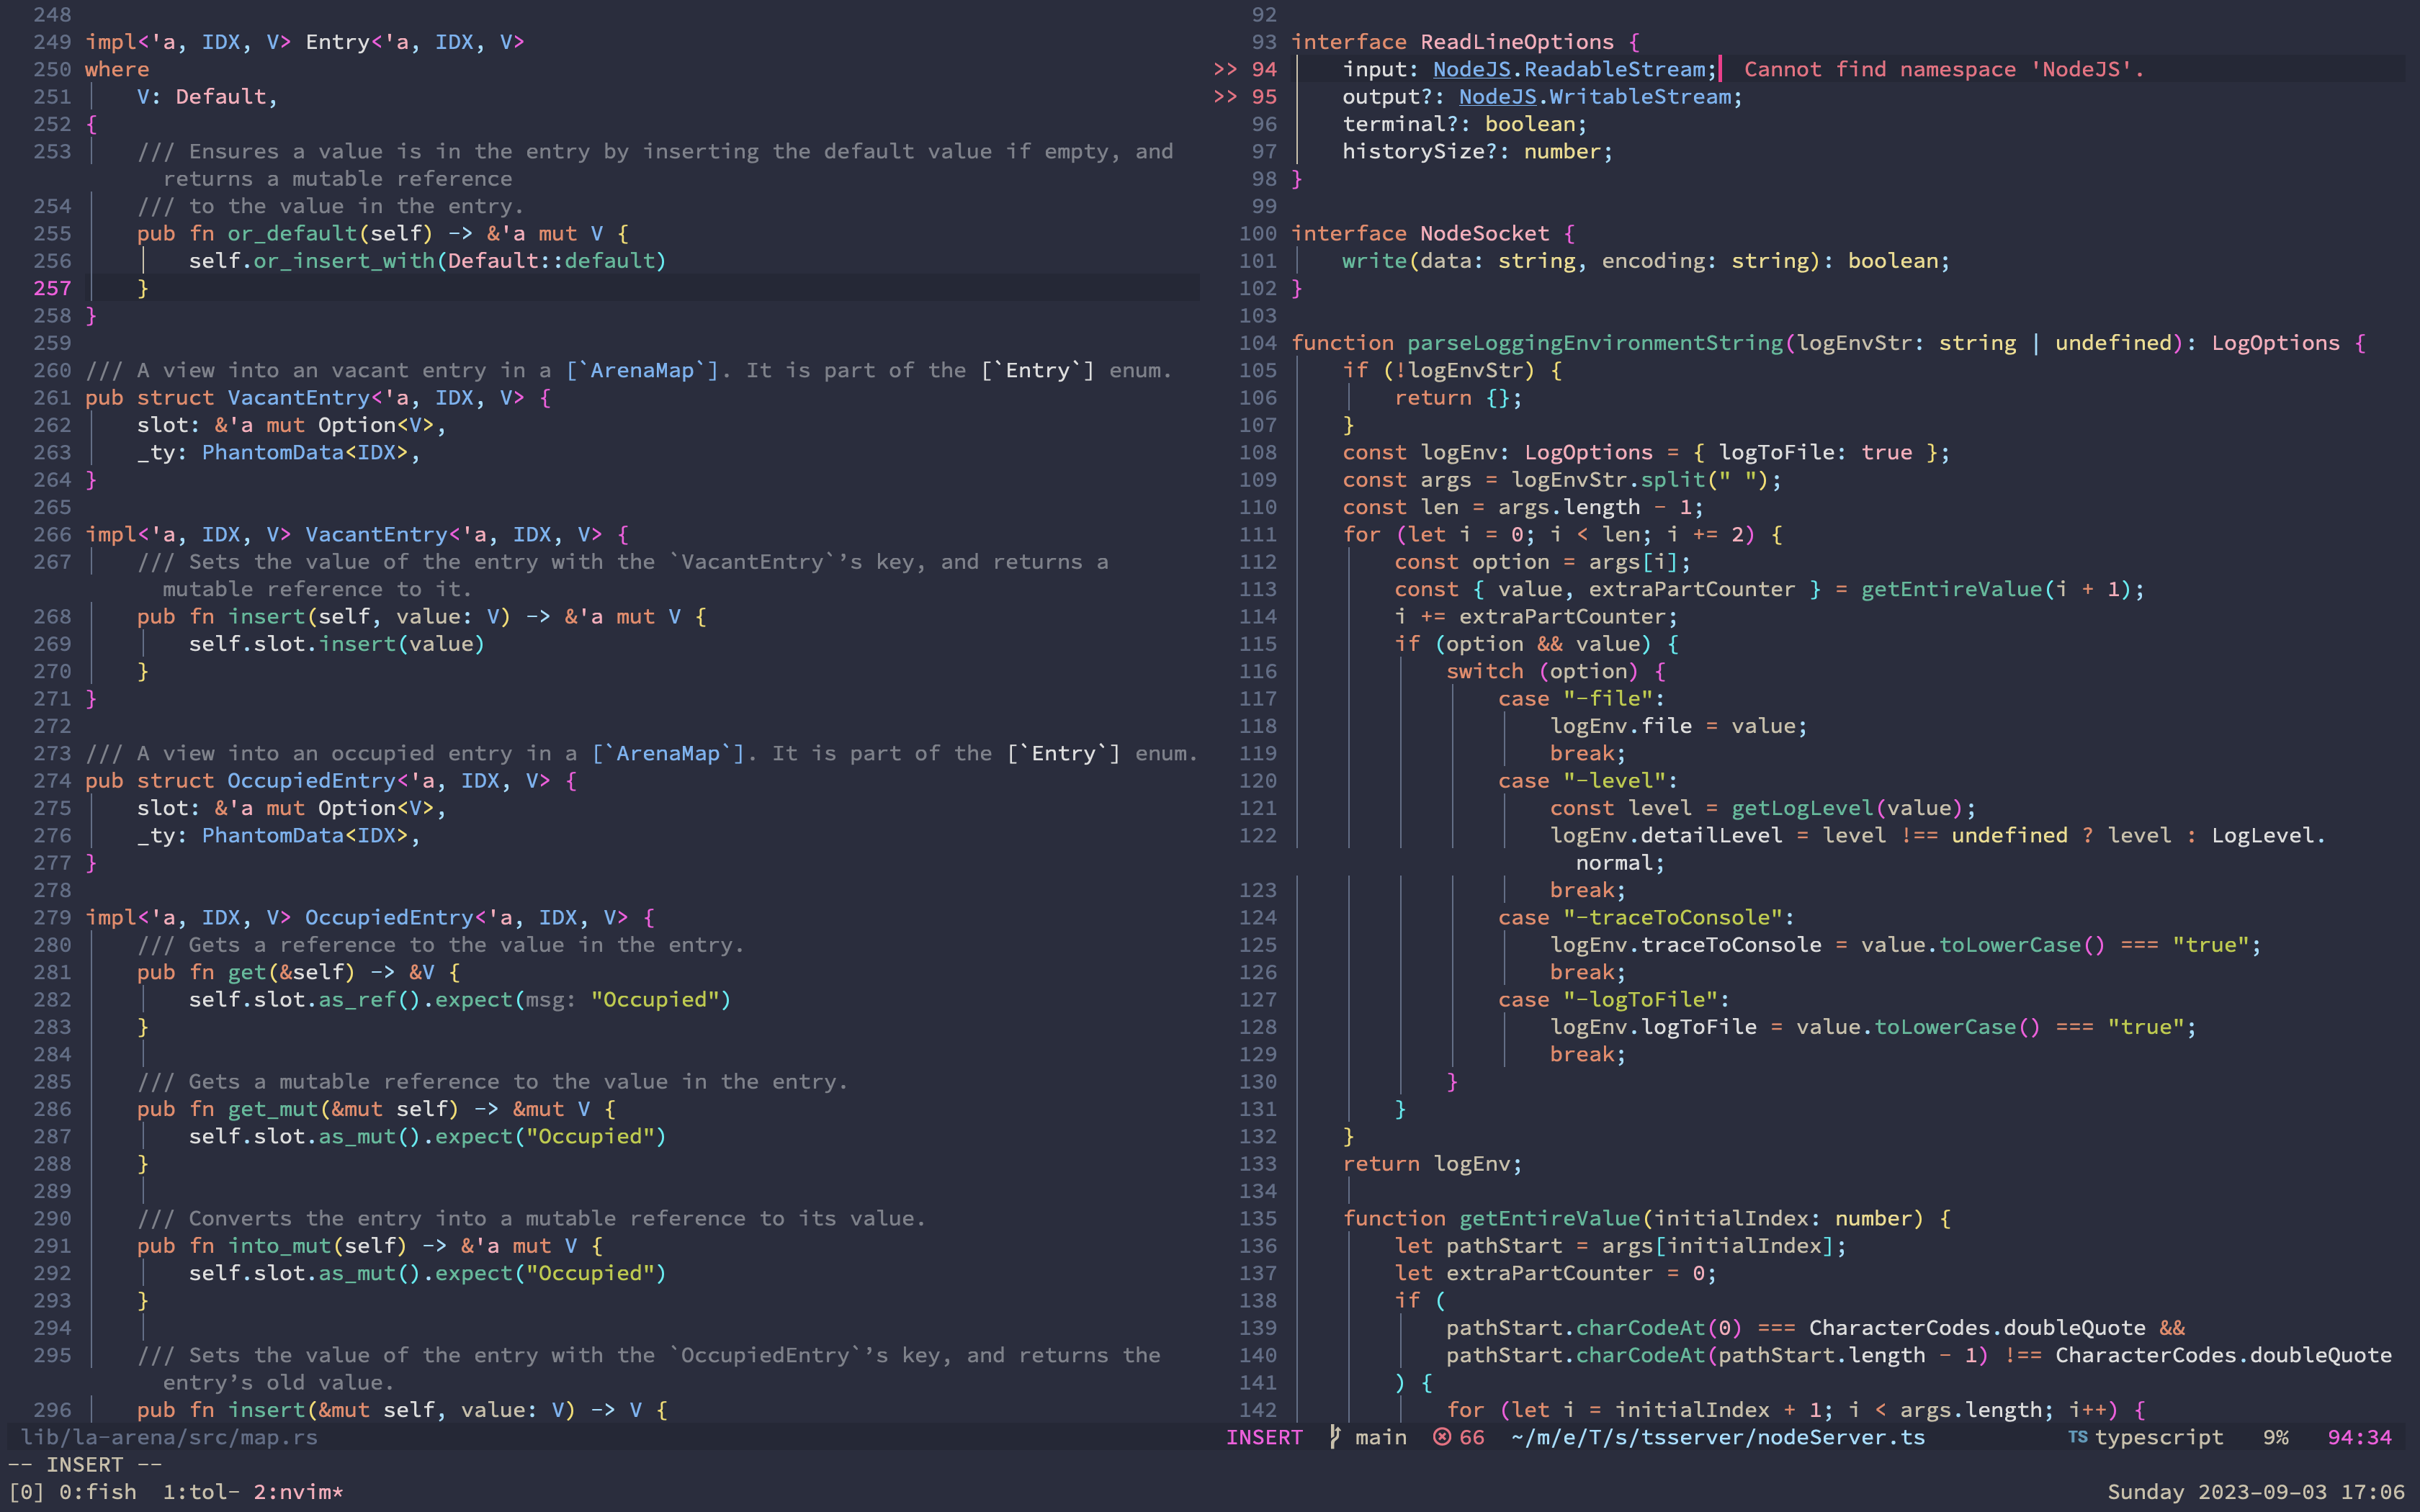 248
249 impl<'a, IDX, V> Entry<'a, IDX, V>
250 where
251     V: Default,
252 {
253     /// Ensures a value is in the entry by inserting the default value if empty, and
      returns a mutable reference
254     /// to the value in the entry.
255     pub fn or_default(self) -> &'a mut V {
256         self.or_insert_with(Default::default)
257     }
258 }
259
260 /// A view into an vacant entry in a [`ArenaMap`]. It is part of the [`Entry`] enum.
261 pub struct VacantEntry<'a, IDX, V> {
262     slot: &'a mut Option<V>,
263     _ty: PhantomData<IDX>,
264 }
265
266 impl<'a, IDX, V> VacantEntry<'a, IDX, V> {
267     /// Sets the value of the entry with the `VacantEntry`’s key, and returns a
      mutable reference to it.
268     pub fn insert(self, value: V) -> &'a mut V {
269         self.slot.insert(value)
270     }
271 }
272
273 /// A view into an occupied entry in a [`ArenaMap`]. It is part of the [`Entry`] enum.
274 pub struct OccupiedEntry<'a, IDX, V> {
275     slot: &'a mut Option<V>,
276     _ty: PhantomData<IDX>,
277 }
278
279 impl<'a, IDX, V> OccupiedEntry<'a, IDX, V> {
280     /// Gets a reference to the value in the entry.
281     pub fn get(&self) -> &V {
282         self.slot.as_ref().expect(msg: "Occupied")
283     }
284
285     /// Gets a mutable reference to the value in the entry.
286     pub fn get_mut(&mut self) -> &mut V {
287         self.slot.as_mut().expect("Occupied")
288     }
289
290     /// Converts the entry into a mutable reference to its value.
291     pub fn into_mut(self) -> &'a mut V {
292         self.slot.as_mut().expect("Occupied")
293     }
294
295     /// Sets the value of the entry with the `OccupiedEntry`’s key, and returns the
      entry’s old value.
296     pub fn insert(&mut self, value: V) -> V {
lib/la-arena/src/map.rs
92
93 interface ReadLineOptions {
>> 94     input: NodeJS.ReadableStream; Cannot find namespace 'NodeJS'.
>> 95     output?: NodeJS.WritableStream;
96     terminal?: boolean;
97     historySize?: number;
98 }
99
100 interface NodeSocket {
101     write(data: string, encoding: string): boolean;
102 }
103
104 function parseLoggingEnvironmentString(logEnvStr: string | undefined): LogOptions {
105     if (!logEnvStr) {
106         return {};
107     }
108     const logEnv: LogOptions = { logToFile: true };
109     const args = logEnvStr.split(" ");
110     const len = args.length - 1;
111     for (let i = 0; i < len; i += 2) {
112         const option = args[i];
113         const { value, extraPartCounter } = getEntireValue(i + 1);
114         i += extraPartCounter;
115         if (option && value) {
116             switch (option) {
117                 case "-file":
118                     logEnv.file = value;
119                     break;
120                 case "-level":
121                     const level = getLogLevel(value);
122                     logEnv.detailLevel = level !== undefined ? level : LogLevel.
                      normal;
123                     break;
124                 case "-traceToConsole":
125                     logEnv.traceToConsole = value.toLowerCase() === "true";
126                     break;
127                 case "-logToFile":
128                     logEnv.logToFile = value.toLowerCase() === "true";
129                     break;
130             }
131         }
132     }
133     return logEnv;
134
135     function getEntireValue(initialIndex: number) {
136         let pathStart = args[initialIndex];
137         let extraPartCounter = 0;
138         if (
139             pathStart.charCodeAt(0) === CharacterCodes.doubleQuote &&
140             pathStart.charCodeAt(pathStart.length - 1) !== CharacterCodes.doubleQuote
141         ) {
142             for (let i = initialIndex + 1; i < args.length; i++) {
INSERT main 66 ~/m/e/T/s/tsserver/nodeServer.ts TS typescript 9% 94:34
-- INSERT --
[0] 0:fish 1:tol- 2:nvim* Sunday 2023-09-03 17:06